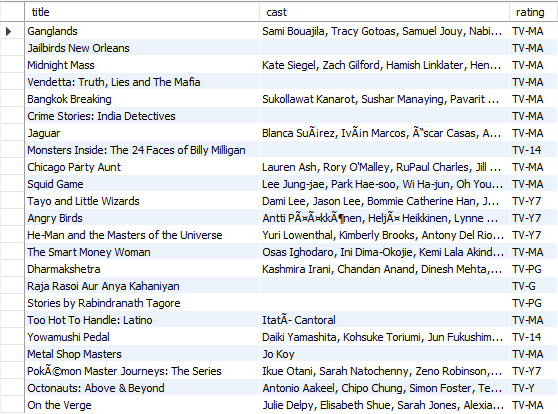 title cast rating
Ganglands Sami Bouajila, Tracy Gotoas, Samuel Jouy, Nabi... TV-MA
Jailbirds New Orleans TV-MA
Midnight Mass Kate Siegel, Zach Gilford, Hamish Linklater, Hen... TV-MA
Vendetta: Truth, Lies and The Mafia TV-MA
Bangkok Breaking Sukollawat Kanarot, Sushar Manaying, Pavarit ... TV-MA
Crime Stories: India Detectives TV-MA
Jaguar Blanca SuÃirez, IvÃin Marcos, Ã“scar Casas, A... TV-MA
Monsters Inside: The 24 Faces of Billy Milligan TV-14
Chicago Party Aunt Lauren Ash, Rory O'Malley, RuPaul Charles, Jill ... TV-MA
Squid Game Lee Jung-jae, Park Hae-soo, Wi Ha-jun, Oh You... TV-MA
Tayo and Little Wizards Dami Lee, Jason Lee, Bommie Catherine Han, J... TV-Y7
Angry Birds Antti PÃ¤Ã¤kkÃ¶nen, HeljÃ¤ Heikkinen, Lynne ... TV-Y7
He-Man and the Masters of the Universe Yuri Lowenthal, Kimberly Brooks, Antony Del Rio... TV-Y7
The Smart Money Woman Osas Ighodaro, Ini Dima-Okojie, Kemi Lala Akind... TV-MA
Dharmakshetra Kashmira Irani, Chandan Anand, Dinesh Mehta,... TV-PG
Raja Rasoi Aur Anya Kahaniyan TV-G
Stories by Rabindranath Tagore TV-PG
Too Hot To Handle: Latino ItatÃ- Cantoral TV-MA
Yowamushi Pedal Daiki Yamashita, Kohsuke Toriumi, Jun Fukushim... TV-14
Metal Shop Masters Jo Koy TV-MA
PokÃ©mon Master Journeys: The Series Ikue Otani, Sarah Natochenny, Zeno Robinson,... TV-Y7
Octonauts: Above & Beyond Antonio Aakeel, Chipo Chung, Simon Foster, Te... TV-Y
On the Verge Julie Delpy, Elisabeth Shue, Sarah Jones, Alexia... TV-MA